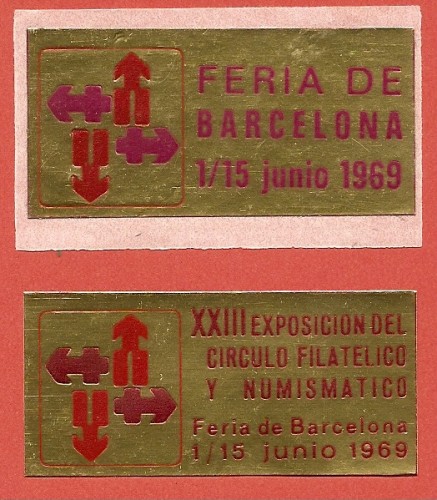 FERIA DE
BARCELONA
1/15 junio 1969
XXIII EXPOSICION DEL
CIRCULO FILATELICO
Y NUMISMATICO
Feria de Barcelona
1/15 junio 1969